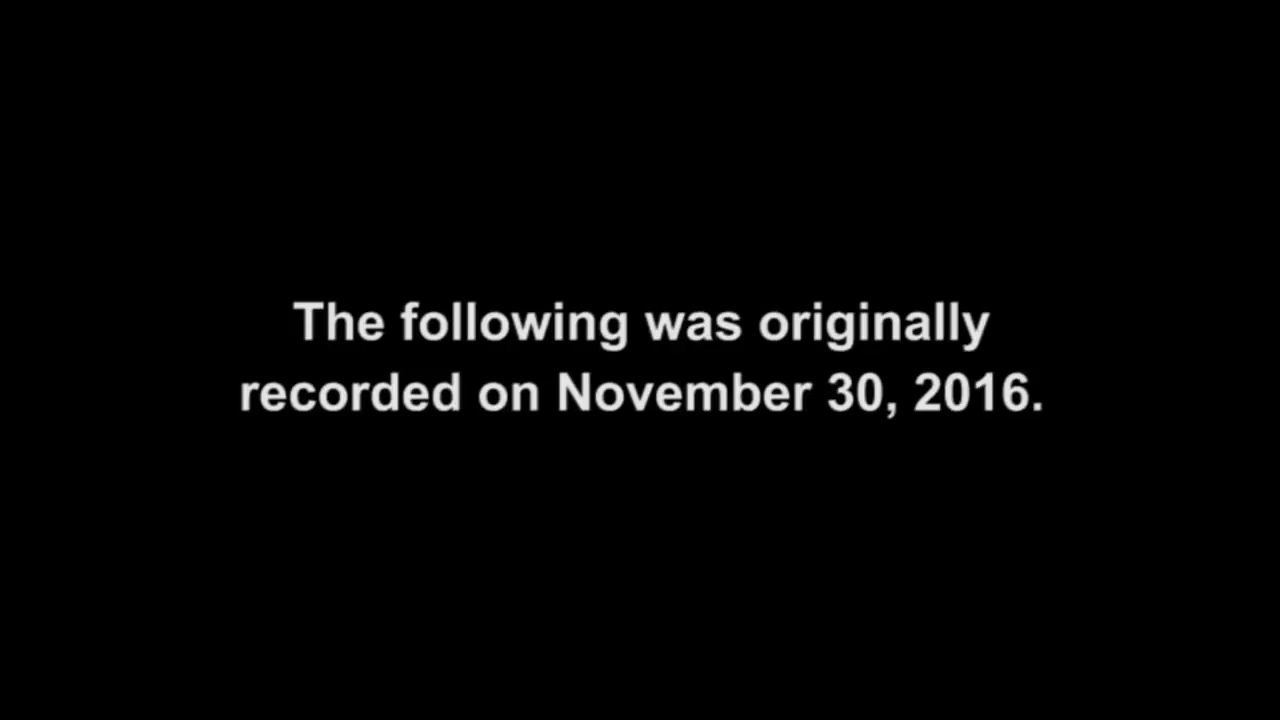 The following was originally
recorded on November 30, 2016.